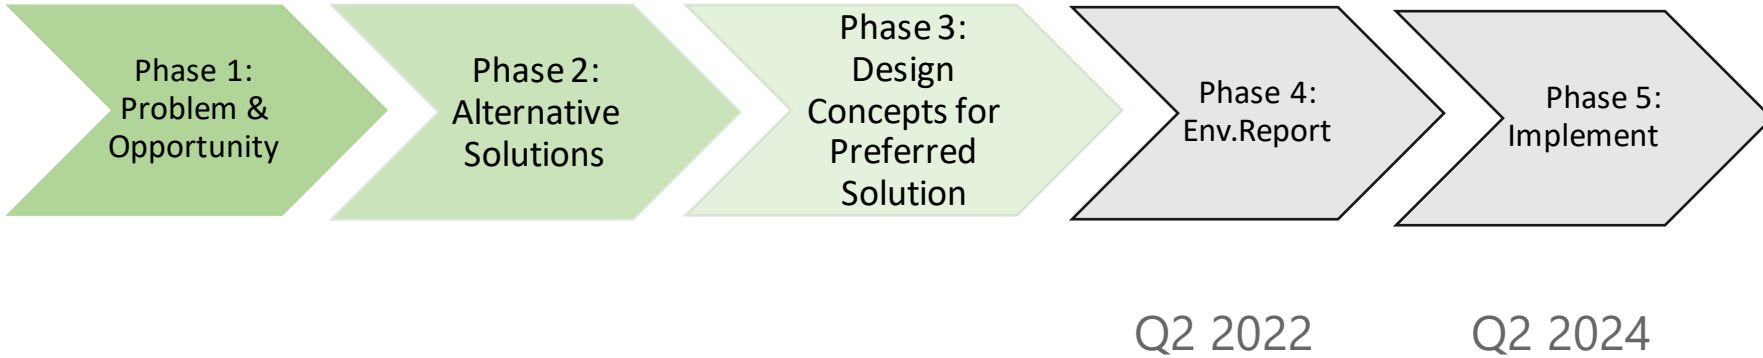 Phase 1:
Problem &
Opportunity
Phase 2:
Alternative
Solutions
Phase 3:
Design
Concepts for
Preferred
Solution
Phase 4:
Env.Report
Phase 5:
Implement
Q2 2022
Q2 2024